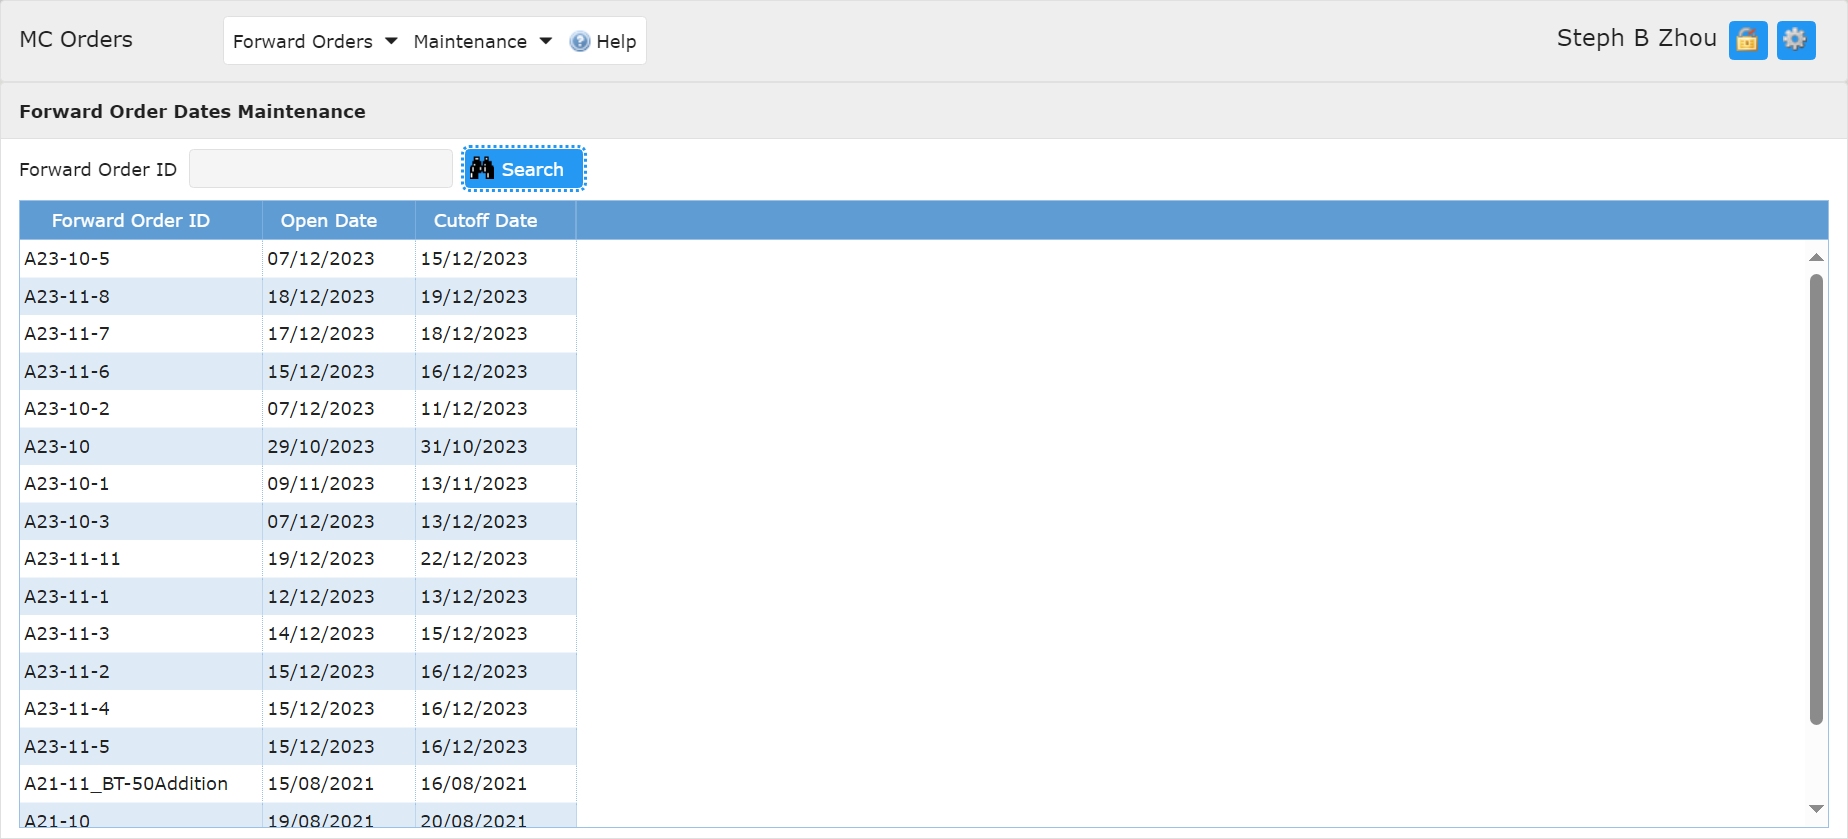 MC Orders Forward Orders Maintenance Help Steph B Zhou
Forward Order Dates Maintenance
Forward Order ID Search
Forward Order ID Open Date Cutoff Date
A23-10-5 07/12/2023 15/12/2023
A23-11-8 18/12/2023 19/12/2023
A23-11-7 17/12/2023 18/12/2023
A23-11-6 15/12/2023 16/12/2023
A23-10-2 07/12/2023 11/12/2023
A23-10 29/10/2023 31/10/2023
A23-10-1 09/11/2023 13/11/2023
A23-10-3 07/12/2023 13/12/2023
A23-11-11 19/12/2023 22/12/2023
A23-11-1 12/12/2023 13/12/2023
A23-11-3 14/12/2023 15/12/2023
A23-11-2 15/12/2023 16/12/2023
A23-11-4 15/12/2023 16/12/2023
A23-11-5 15/12/2023 16/12/2023
A21-11_BT-50Addition 15/08/2021 16/08/2021
A21-10 19/08/2021 20/08/2021